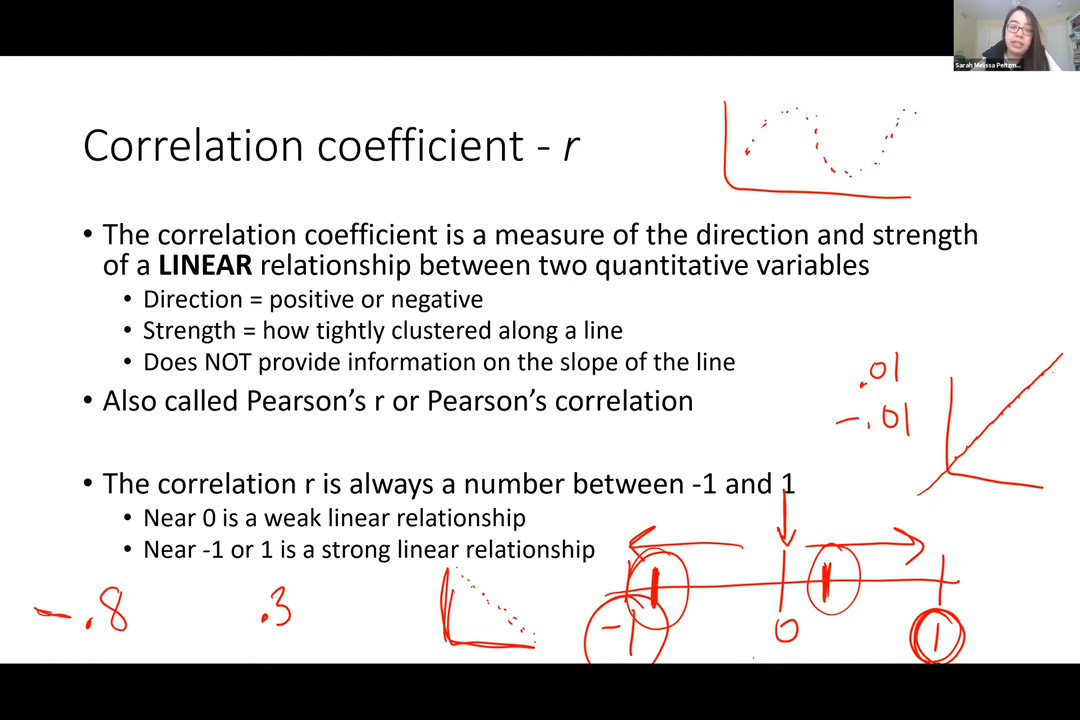 Sarah Melissa Peltzm...
Correlation coefficient - r
• The correlation coefficient is a measure of the direction and strength
of a LINEAR relationship between two quantitative variables
• Direction = positive or negative
• Strength = how tightly clustered along a line
• Does NOT provide information on the slope of the line
.01
• Also called Pearson's r or Pearson's correlation
-.01
• The correlation r is always a number between -1 and 1
• Near 0 is a weak linear relationship
• Near -1 or 1 is a strong linear relationship
-.8 .3
-1 0 1